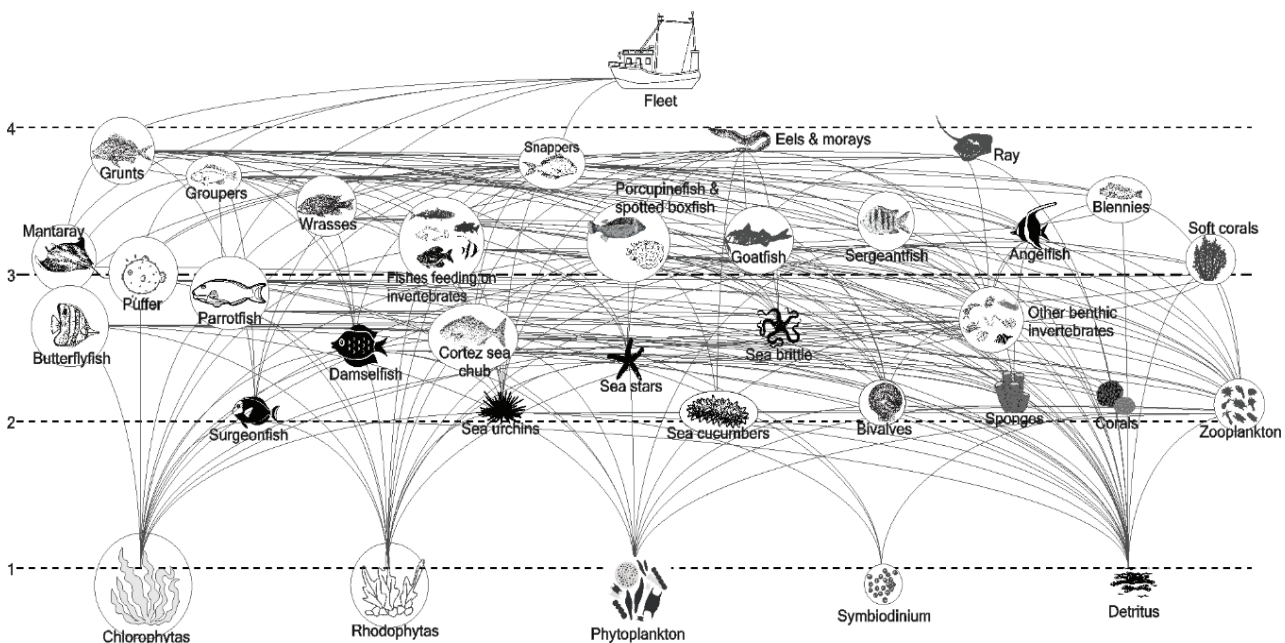 Fleet
4
Snappers
Eels & morays
Ray
Grunts
Groupers
Porcupinefish &
spotted boxfish
Blennies
Mantaray
Wrasses
Goatfish
Sergeantfish
Angelfish
Soft corals
3
Puffer
Fishes feeding on
invertebrates
Parrotfish
Other benthic
invertebrates
Butterflyfish
Damselfish
Cortez sea
chub
Sea stars
Sea brittle
2
Surgeonfish
Sea urchins
Sea cucumbers
Bivalves
Sponges
Corals
Zooplankton
1
Chlorophytas
Rhodophytas
Phytoplankton
Symbiodinium
Detritus